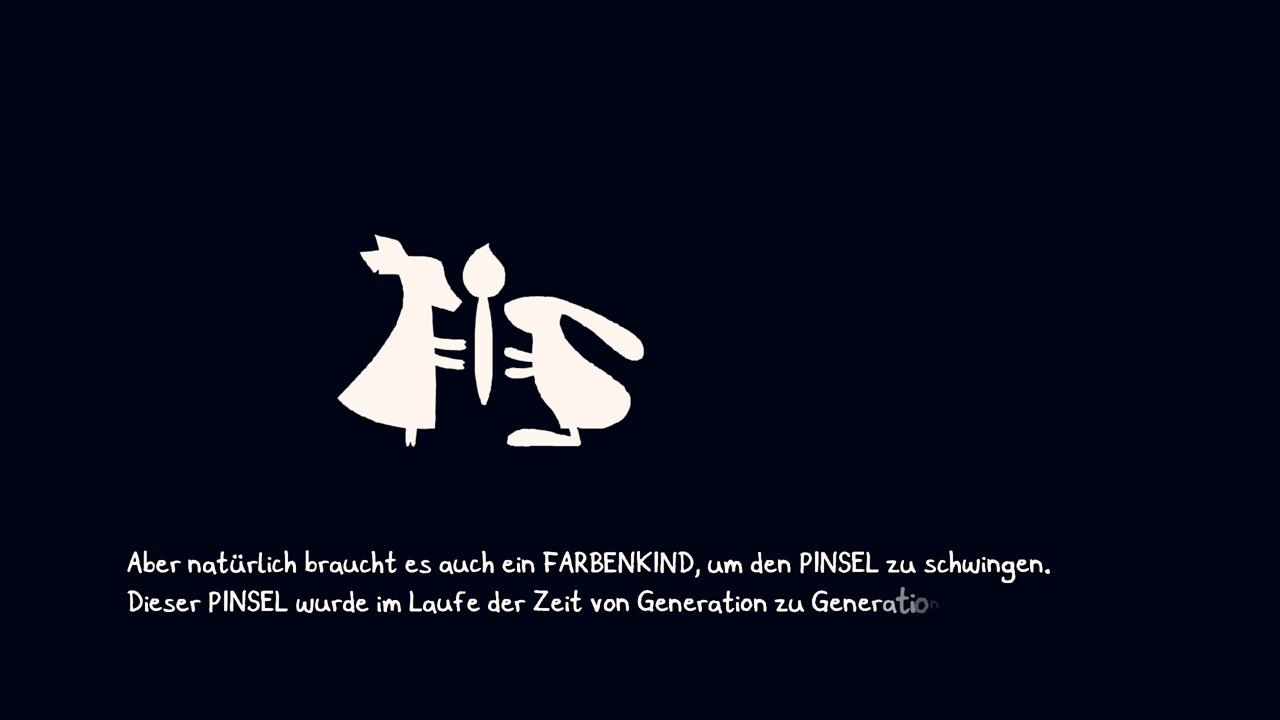 Aber natürlich braucht es auch ein FARBENKIND, um den PINSEL zu schwingen.
Dieser PINSEL wurde im Laufe der Zeit von Generation zu Generation